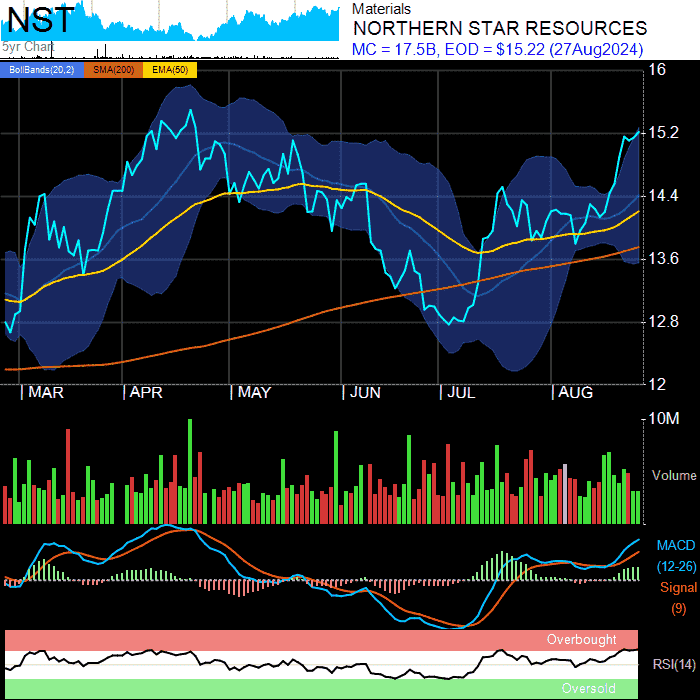 NST
5yr Chart
Materials
NORTHERN STAR RESOURCES
MC = 17.5B, EOD = $15.22 (27Aug2024)
BollBands(20,2) SMA(200) EMA(50)
16
15.2
14.4
13.6
12.8
12
MAR APR MAY JUN JUL AUG
10M
Volume
MACD
(12-26)
Signal
(9)
Overbought
RSI(14)
Oversold